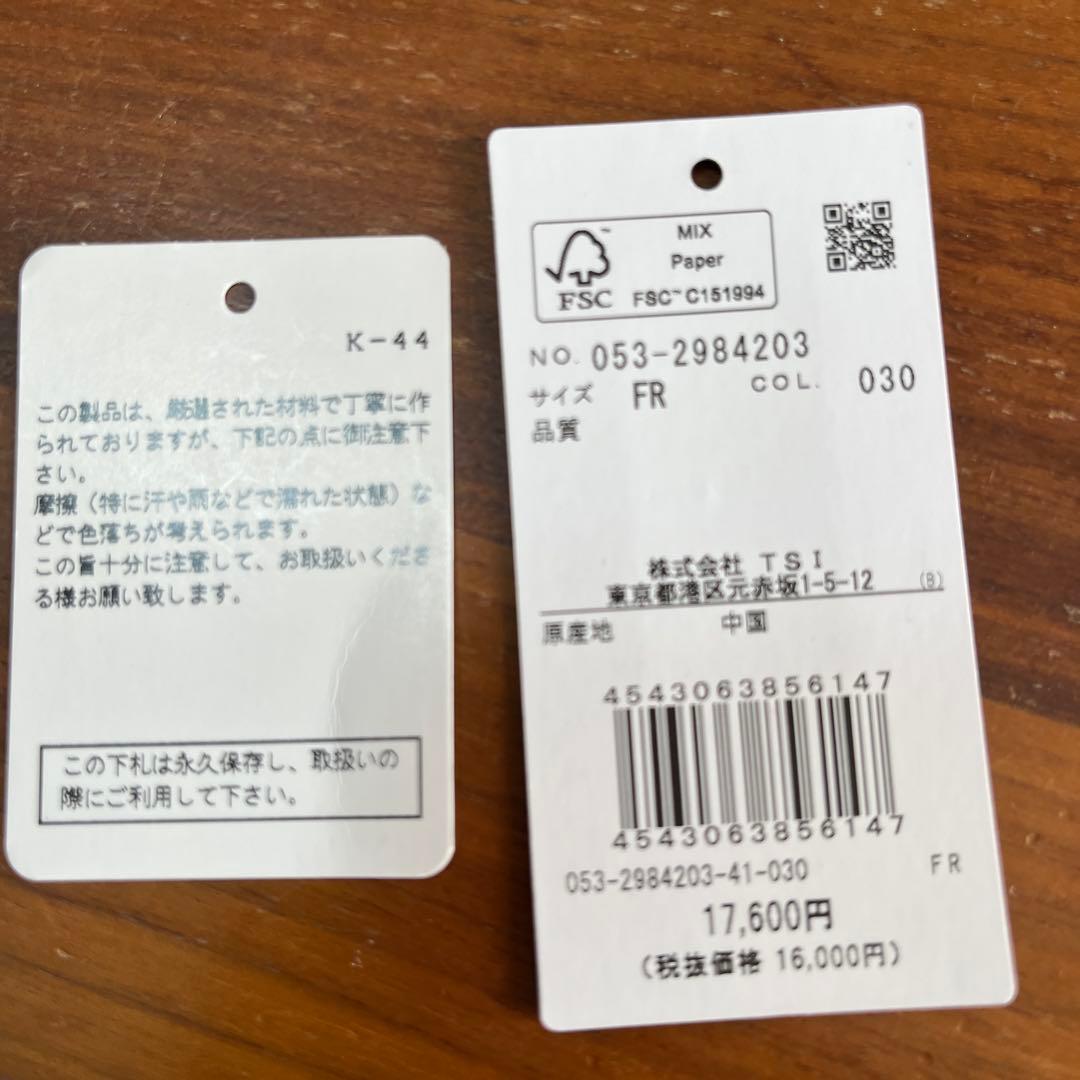 K-44
この製品は、厳選された材料で丁寧に作
られておりますが、下記の点に御注意下
さい。
摩擦（特に汗や雨などで濡れた状態）な
どで色落ちが考えられます。
この旨十分に注意して、お取扱いくださ
る様お願い致します。
この下札は永久保存し、取扱いの
際にご利用して下さい。
MIX
Paper
FSC™ C151994
FSC
NO. 053-2984203
サイズ FR COL. 030
品質
株式会社 TSI
東京都港区元赤坂1-5-12 (B)
原産地 中国
4543063856147
4543063856147
053-2984203-41-030 FR
17,600円
(税抜価格 16,000円)